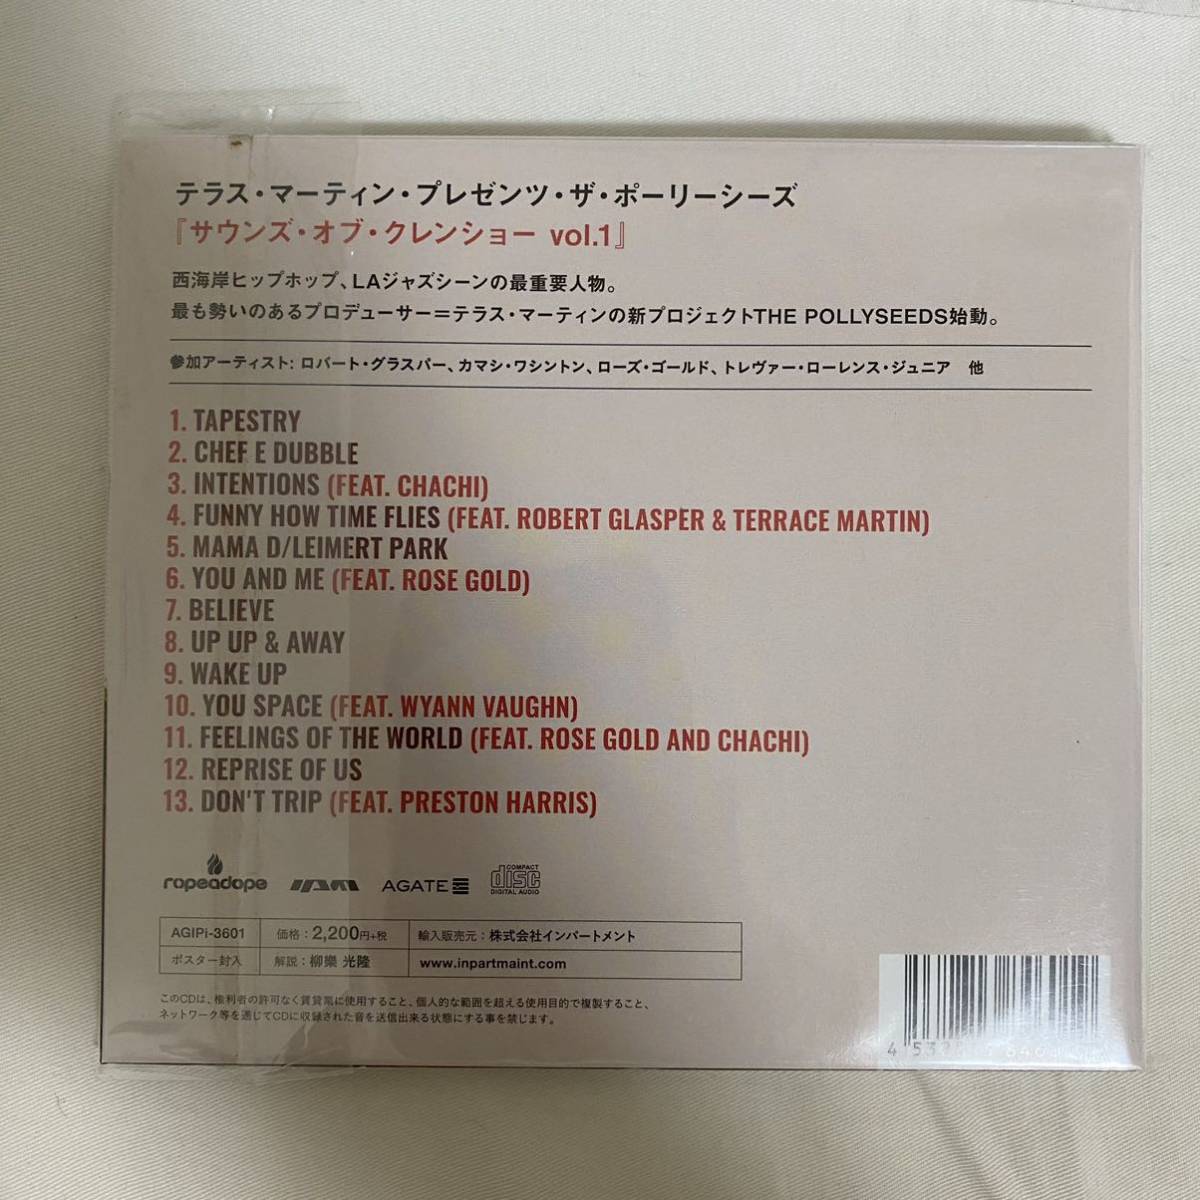 テラス・マーティン・プレゼンツ・ザ・ポーリーシーズ
『サウンズ・オブ・クレンショー vol.1』
西海岸ヒップホップ、LAジャズシーンの最重要人物。
最も勢いのあるプロデューサー＝テラス・マーティンの新プロジェクトTHE POLLYSEEDS始動。
参加アーティスト: ロバート・グラスパー、カマシ・ワシントン、ローズ・ゴールド、トレヴァー・ローレンス・ジュニア　他
1. TAPESTRY
2. CHEF E DUBBLE
3. INTENTIONS (FEAT. CHACHI)
4. FUNNY HOW TIME FLIES (FEAT. ROBERT GLASPER & TERRACE MARTIN)
5. MAMA D/LEIMERT PARK
6. YOU AND ME (FEAT. ROSE GOLD)
7. BELIEVE
8. UP UP & AWAY
9. WAKE UP
10. YOU SPACE (FEAT. WYANN VAUGHN)
11. FEELINGS OF THE WORLD (FEAT. ROSE GOLD AND CHACHI)
12. REPRISE OF US
13. DON'T TRIP (FEAT. PRESTON HARRIS)
ropeadope AGATE COMPACT disc DIGITAL AUDIO
AGIPi-3601 価格：2,200円+税 輸入販売元：株式会社インパートメント
ポスター封入 解説：柳樂 光隆 www.inpartmaint.com
このCDは、権利者の許可なく賃貸業に使用すること、個人的な範囲を超える使用目的で複製すること、
ネットワーク等を通じてCDに収録された音を送信出来る状態にする事を禁じます。